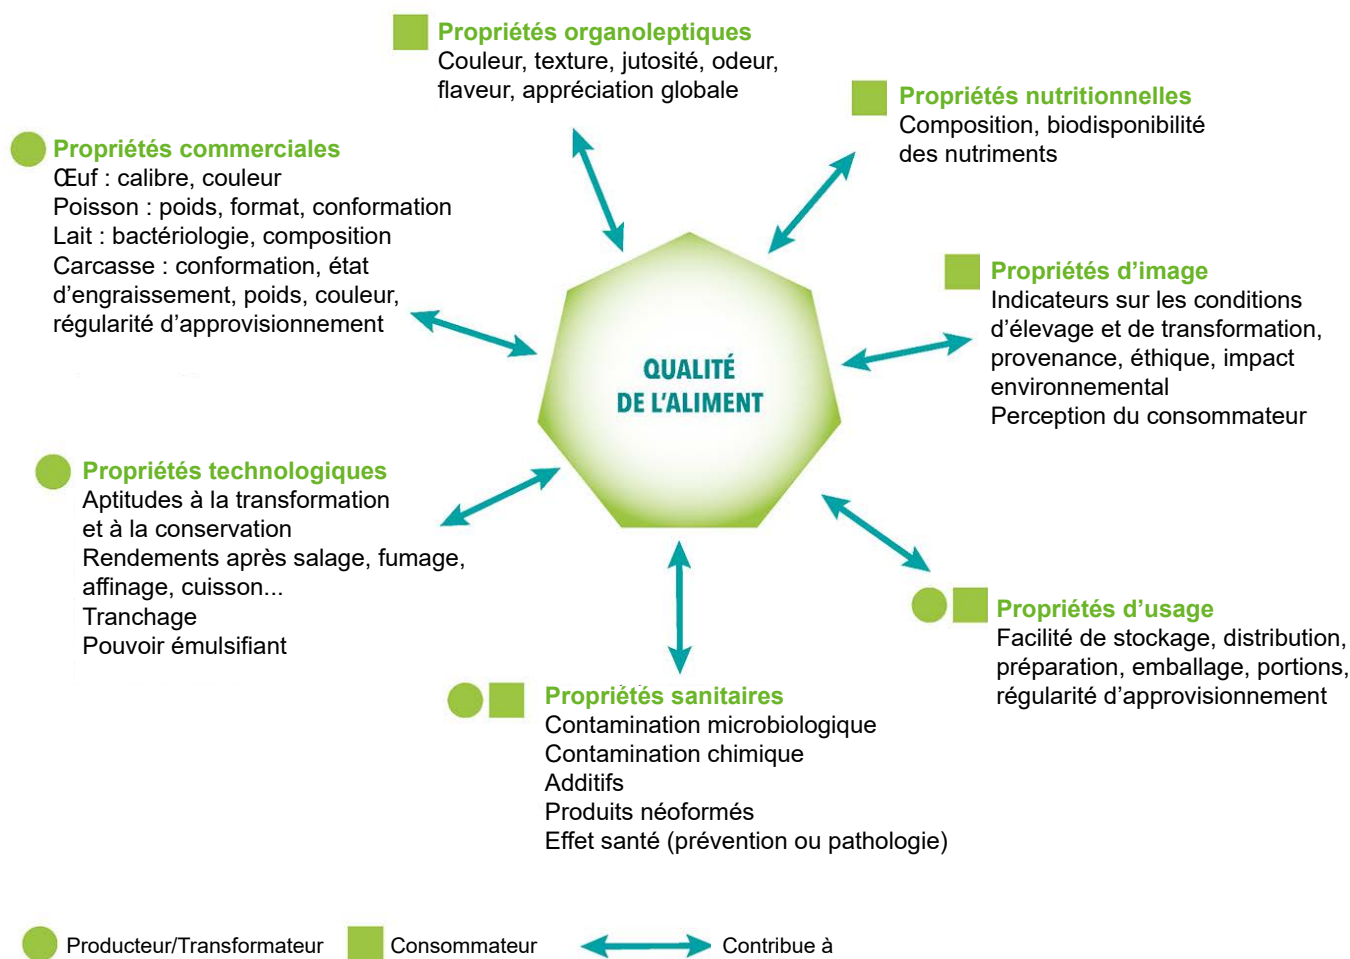 Propriétés organoleptiques
Couleur, texture, jutosité, odeur,
flaveur, appréciation globale
Propriétés nutritionnelles
Composition, biodisponibilité
des nutriments
Propriétés commerciales
Œuf : calibre, couleur
Poisson : poids, format, conformation
Lait : bactériologie, composition
Carcasse : conformation, état
d'engraissement, poids, couleur,
régularité d'approvisionnement
Propriétés d'image
Indicateurs sur les conditions
d'élevage et de transformation,
provenance, éthique, impact
environnemental
Perception du consommateur
QUALITÉ
DE L'ALIMENT
Propriétés technologiques
Aptitudes à la transformation
et à la conservation
Rendements après salage, fumage,
affinage, cuisson...
Tranchage
Pouvoir émulsifiant
Propriétés d'usage
Facilité de stockage, distribution,
préparation, emballage, portions,
régularité d'approvisionnement
Propriétés sanitaires
Contamination microbiologique
Contamination chimique
Additifs
Produits néoformés
Effet santé (prévention ou pathologie)
Producteur/Transformateur
Consommateur
Contribue à